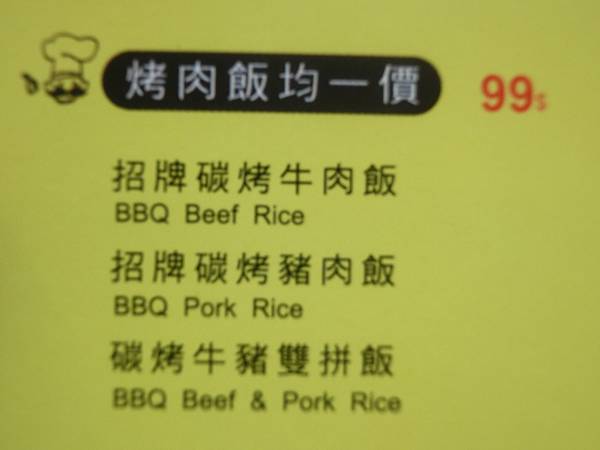 烤肉飯均一價 99$
招牌碳烤牛肉飯
BBQ Beef Rice
招牌碳烤豬肉飯
BBQ Pork Rice
碳烤牛豬雙拼飯
BBQ Beef & Pork Rice